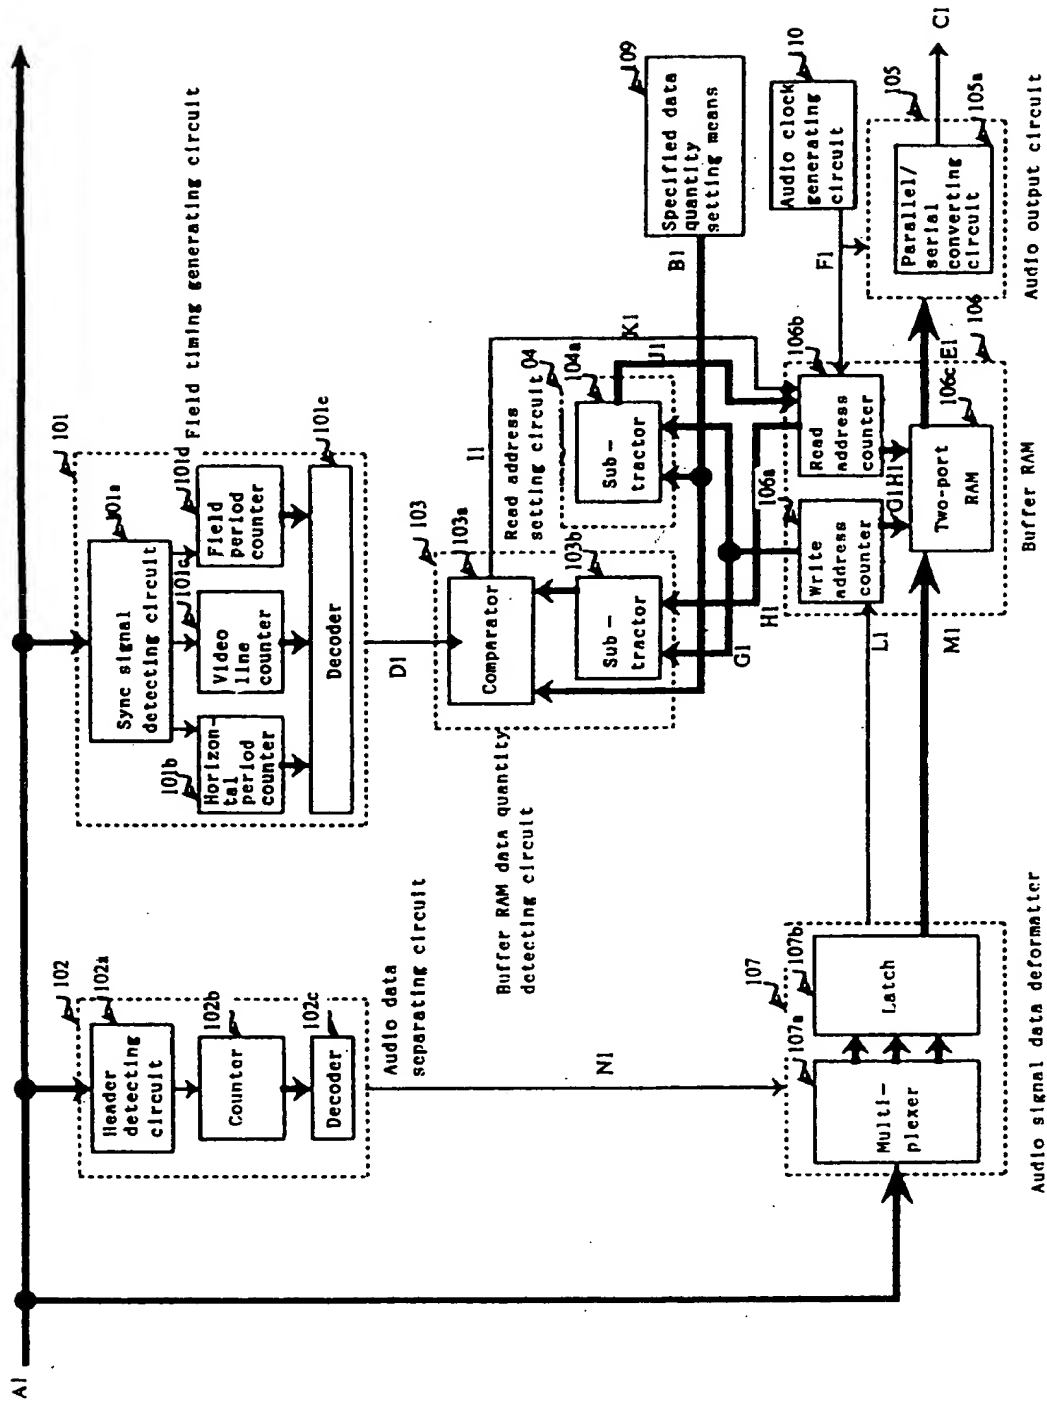 A1
102
102a
Header
detecting
circuit
102b
Counter
102c
Decoder
Audio data
separating circuit
N1
101
101a
Sync signal
detecting circuit
101b
Horizon-
tal
period
counter
101c
Video
line
counter
101d
Field
period
counter
101e
Decoder
Field timing generating circuit
D1
103
103a
Comparator
103b
Sub-
tractor
Buffer RAM data quantity
detecting circuit
I1
Read address
setting circuit
04
104a
Sub-
tractor
K1
J1
B1
109
Specified data
quantity
setting means
G1
H1
107
107a
Multi-
plexer
107b
Latch
Audio signal data deformatter
L1
M1
106a
Write
address
counter
106b
Read
address
counter
G1
H1
106c
Two-port
RAM
106
Buffer RAM
E1
F1
10
Audio clock
generating
circuit
105
105a
Parallel/
serial
converting
circuit
Audio output circuit
C1